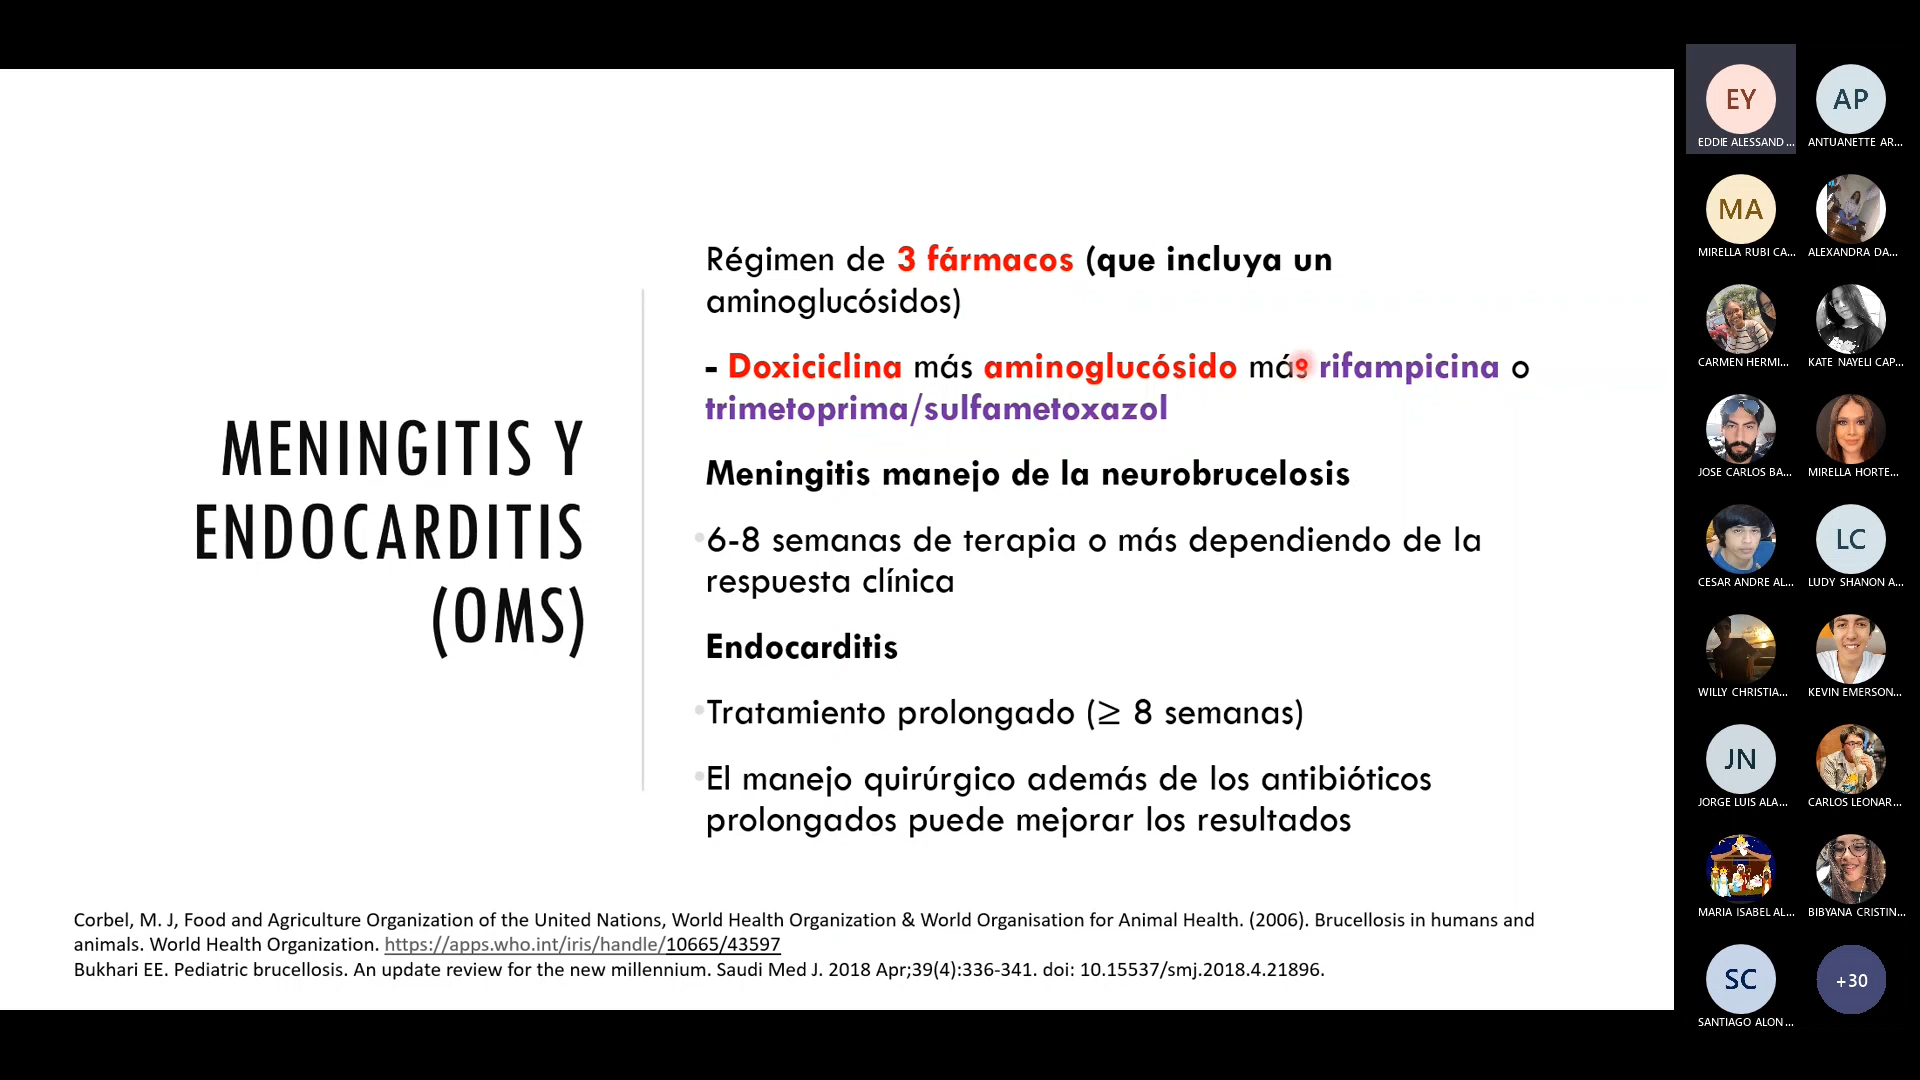 MENINGITIS Y
ENDOCARDITIS
(OMS)
Régimen de 3 fármacos (que incluya un
aminoglucósidos)
- Doxiciclina más aminoglucósido más rifampicina o
trimetoprima/sulfametoxazol
Meningitis manejo de la neurobrucelosis
•6-8 semanas de terapia o más dependiendo de la
respuesta clínica
Endocarditis
•Tratamiento prolongado (≥ 8 semanas)
•El manejo quirúrgico además de los antibióticos
prolongados puede mejorar los resultados
Corbel, M. J, Food and Agriculture Organization of the United Nations, World Health Organization & World Organisation for Animal Health. (2006). Brucellosis in humans and
animals. World Health Organization. https://apps.who.int/iris/handle/10665/43597
Bukhari EE. Pediatric brucellosis. An update review for the new millennium. Saudi Med J. 2018 Apr;39(4):336-341. doi: 10.15537/smj.2018.4.21896.
EY AP
EDDIE ALESSAND... ANTUANETTE AR...
MA
MIRELLA RUBI CA... ALEXANDRA DA...
CARMEN HERMI... KATE NAYELI CAP...
JOSE CARLOS BA... MIRELLA HORTE...
LC
CESAR ANDRE AL... LUDY SHANON A...
WILLY CHRISTIA... KEVIN EMERSON...
JN
JORGE LUIS ALA... CARLOS LEONAR...
MARIA ISABEL AL... BIBYANA CRISTIN...
SC +30
SANTIAGO ALON...